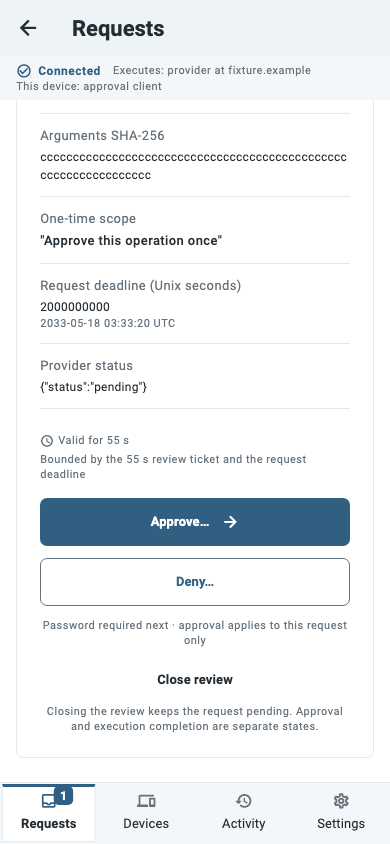 Requests
Connected Executes: provider at fixture.example
This device: approval client
Arguments SHA-256
ccccccccccccccccccccccccccccccccccccccccccccccc
ccccccccccccccccc
One-time scope
"Approve this operation once"
Request deadline (Unix seconds)
2000000000
2033-05-18 03:33:20 UTC
Provider status
{"status":"pending"}
Valid for 55 s
Bounded by the 55 s review ticket and the request
deadline
Approve...
Deny...
Password required next · approval applies to this request
only
Close review
Closing the review keeps the request pending. Approval
and execution completion are separate states.
1
Requests Devices Activity Settings